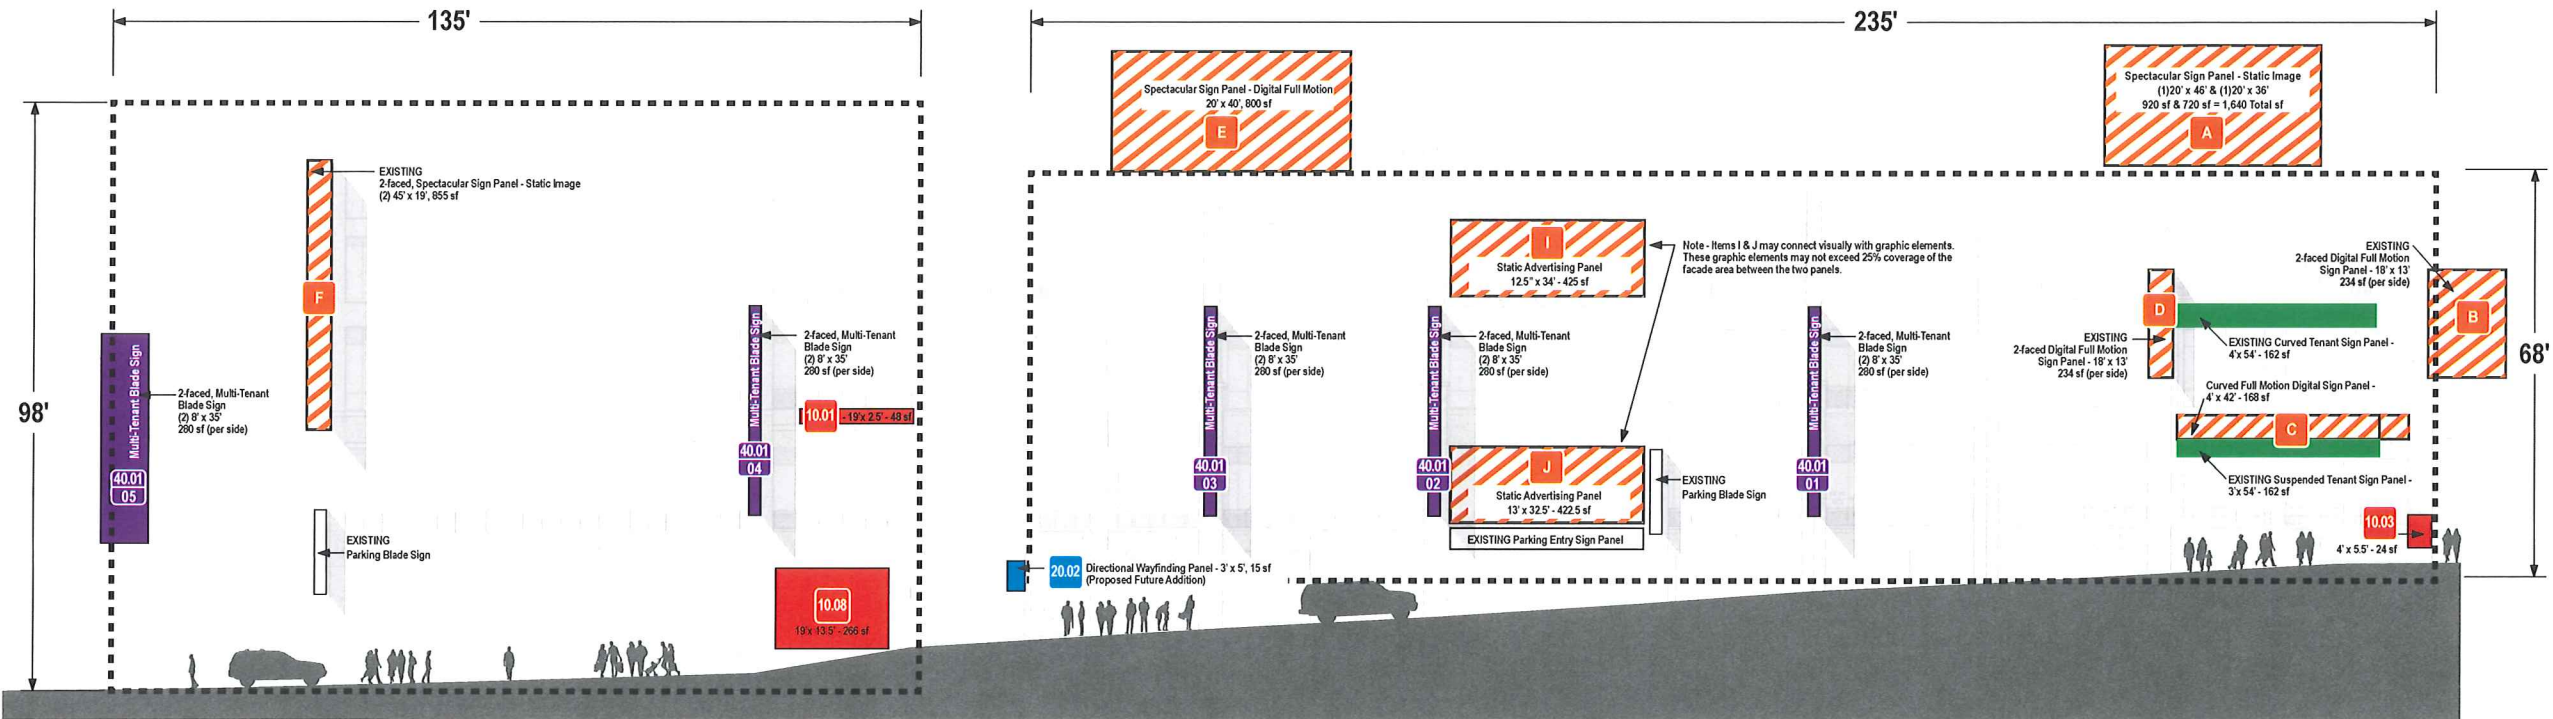 135'
235'
98'
68'
EXISTING
2-faced, Spectacular Sign Panel - Static Image
(2) 45' x 19', 855 sf
F
Multi-Tenant Blade Sign
40.01
05
2-faced, Multi-Tenant
Blade Sign
(2) 8' x 35'
280 sf (per side)
EXISTING
Parking Blade Sign
Multi-Tenant Blade Sign
40.01
04
2-faced, Multi-Tenant
Blade Sign
(2) 8' x 35'
280 sf (per side)
10.01
- 19'x 2.5' - 48 sf
10.08
19'x 13.5' - 266 sf
Spectacular Sign Panel - Digital Full Motion
20' x 40', 800 sf
E
Spectacular Sign Panel - Static Image
(1)20' x 46' & (1)20' x 36'
920 sf & 720 sf = 1,640 Total sf
A
Multi-Tenant Blade Sign
40.01
03
2-faced, Multi-Tenant
Blade Sign
(2) 8' x 35'
280 sf (per side)
Multi-Tenant Blade Sign
40.01
02
2-faced, Multi-Tenant
Blade Sign
(2) 8' x 35'
280 sf (per side)
I
Static Advertising Panel
12.5" x 34' - 425 sf
Note - Items I & J may connect visually with graphic elements.
These graphic elements may not exceed 25% coverage of the
facade area between the two panels.
J
Static Advertising Panel
13' x 32.5' - 422.5 sf
EXISTING Parking Entry Sign Panel
EXISTING
Parking Blade Sign
Multi-Tenant Blade Sign
40.01
01
2-faced, Multi-Tenant
Blade Sign
(2) 8' x 35'
280 sf (per side)
20.02
Directional Wayfinding Panel - 3' x 5', 15 sf
(Proposed Future Addition)
EXISTING
2-faced Digital Full Motion
Sign Panel - 18' x 13'
234 sf (per side)
B
D
EXISTING
2-faced Digital Full Motion
Sign Panel - 18' x 13'
234 sf (per side)
EXISTING Curved Tenant Sign Panel -
4'x 54' - 162 sf
Curved Full Motion Digital Sign Panel -
4' x 42' - 168 sf
C
EXISTING Suspended Tenant Sign Panel -
3'x 54' - 162 sf
10.03
4' x 5.5' - 24 sf